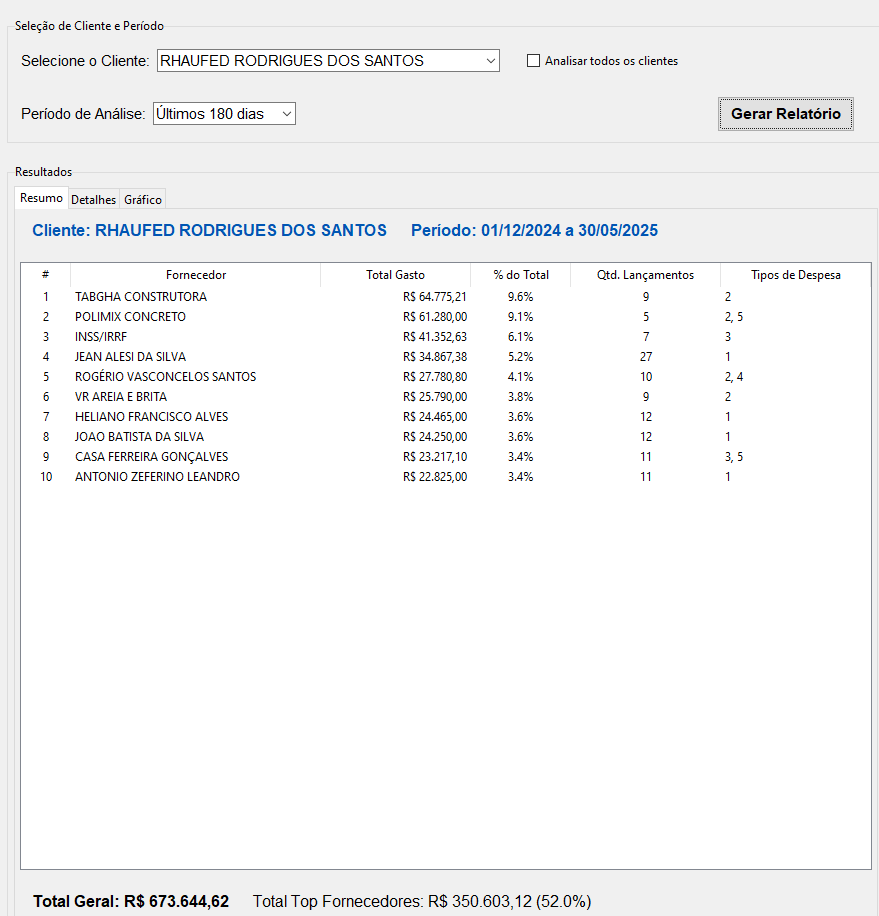 Seleção de Cliente e Período
Selecione o Cliente: RHAUFED RODRIGUES DOS SANTOS Analisar todos os clientes
Período de Análise: Últimos 180 dias Gerar Relatório
Resultados
Resumo Detalhes Gráfico
Cliente: RHAUFED RODRIGUES DOS SANTOS Período: 01/12/2024 a 30/05/2025
# Fornecedor Total Gasto % do Total Qtd. Lançamentos Tipos de Despesa
1 TABGHA CONSTRUTORA R$ 64.775,21 9.6% 9 2
2 POLIMIX CONCRETO R$ 61.280,00 9.1% 5 2, 5
3 INSS/IRRF R$ 41.352,63 6.1% 7 3
4 JEAN ALESI DA SILVA R$ 34.867,38 5.2% 27 1
5 ROGÉRIO VASCONCELOS SANTOS R$ 27.780,80 4.1% 10 2, 4
6 VR AREIA E BRITA R$ 25.790,00 3.8% 9 2
7 HELIANO FRANCISCO ALVES R$ 24.465,00 3.6% 12 1
8 JOAO BATISTA DA SILVA R$ 24.250,00 3.6% 12 1
9 CASA FERREIRA GONÇALVES R$ 23.217,10 3.4% 11 3, 5
10 ANTONIO ZEFERINO LEANDRO R$ 22.825,00 3.4% 11 1
Total Geral: R$ 673.644,62 Total Top Fornecedores: R$ 350.603,12 (52.0%)